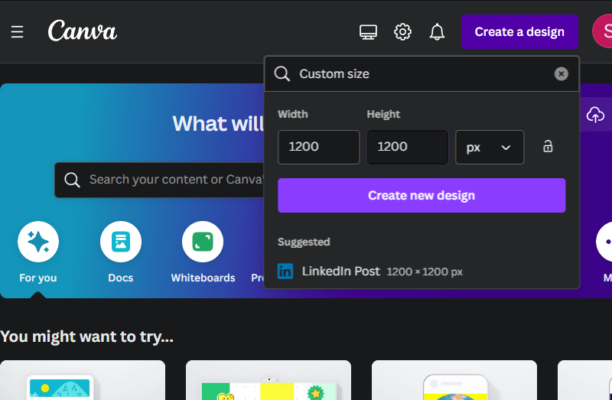 Canva
Create a design
S
Custom size
Width
Height
1200
1200
px
Create new design
Suggested
LinkedIn Post 1200 × 1200 px
What will
Search your content or Canva'
For you
Docs
Whiteboards
You might want to try...